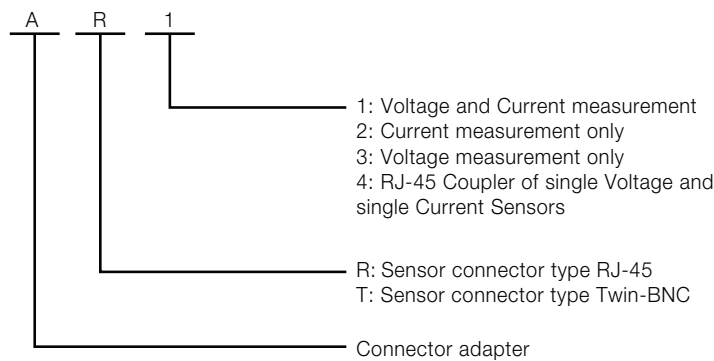 A R 1
1: Voltage and Current measurement
2: Current measurement only
3: Voltage measurement only
4: RJ-45 Coupler of single Voltage and
single Current Sensors
R: Sensor connector type RJ-45
T: Sensor connector type Twin-BNC
Connector adapter